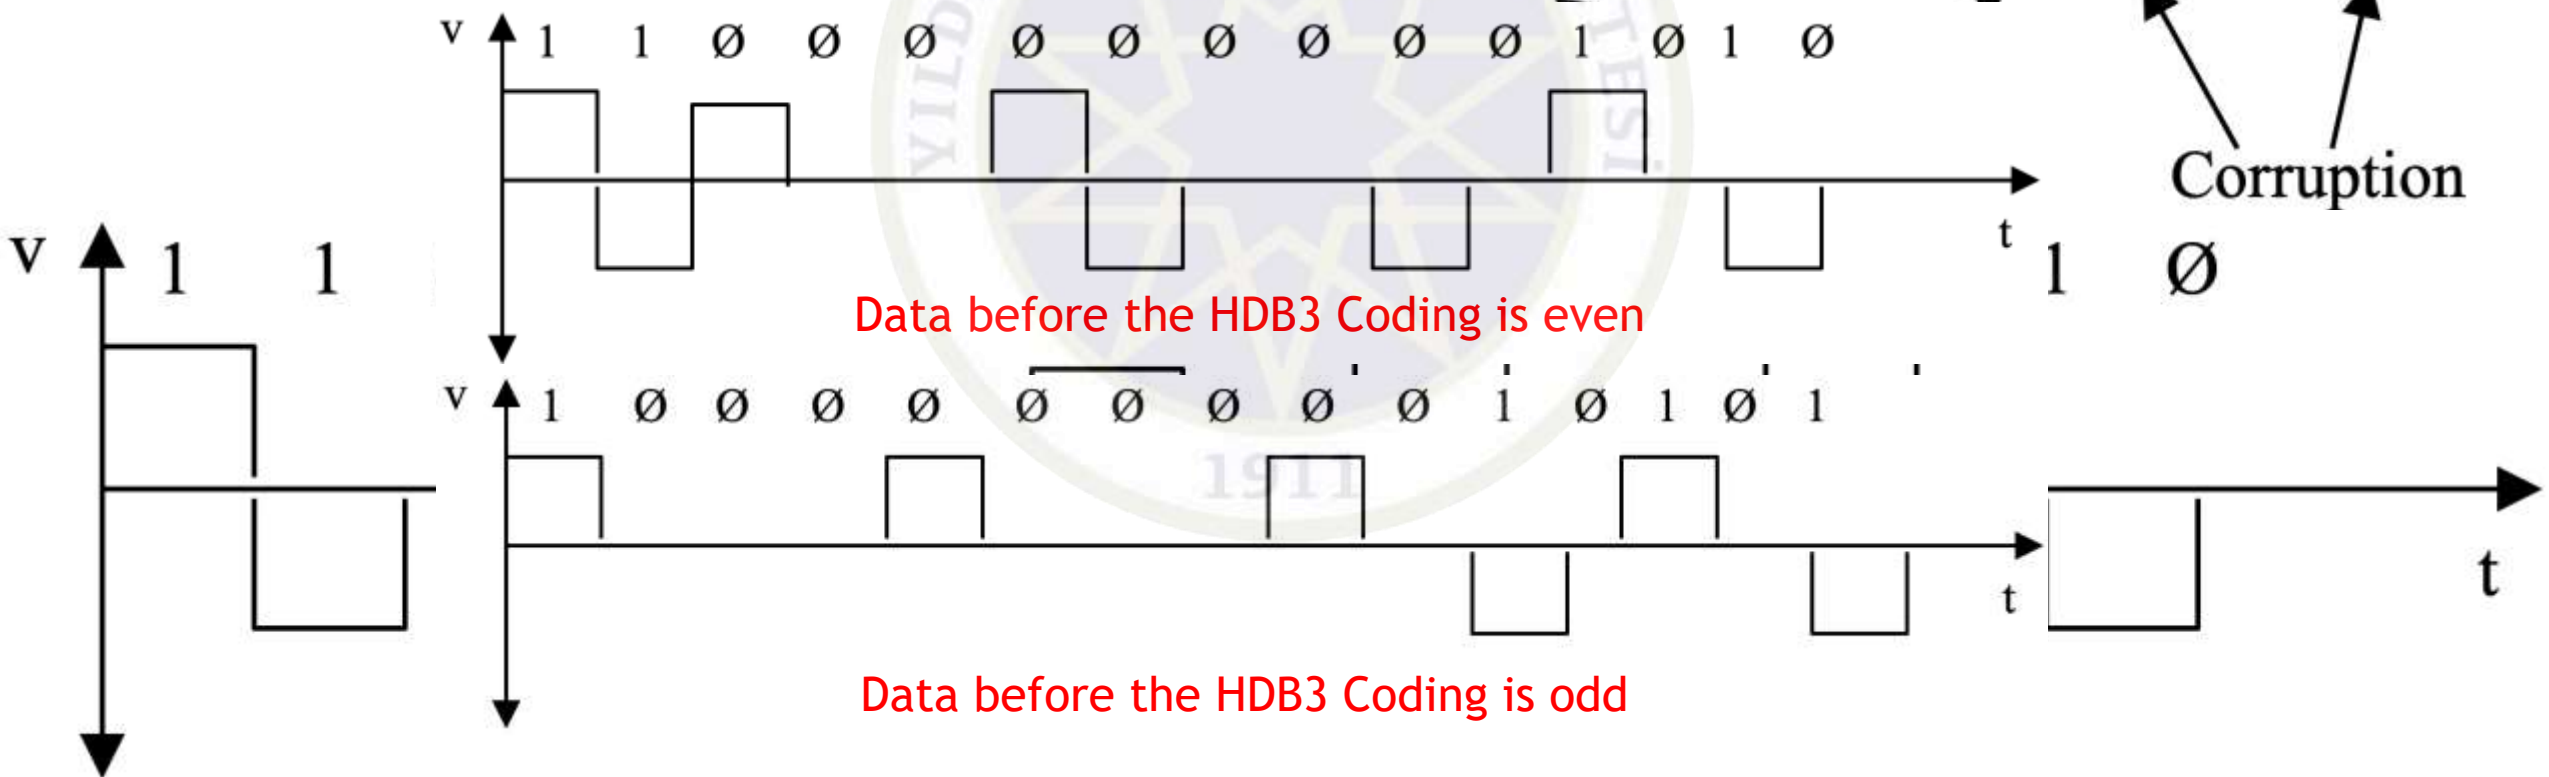 v 1 1 Ø Ø Ø Ø Ø Ø Ø Ø Ø 1 Ø 1 Ø
Corruption
t
v 1 1
1 Ø
Data before the HDB3 Coding is even
v 1 Ø Ø Ø Ø Ø Ø Ø Ø Ø 1 Ø 1 Ø 1
1911
t
t
Data before the HDB3 Coding is odd